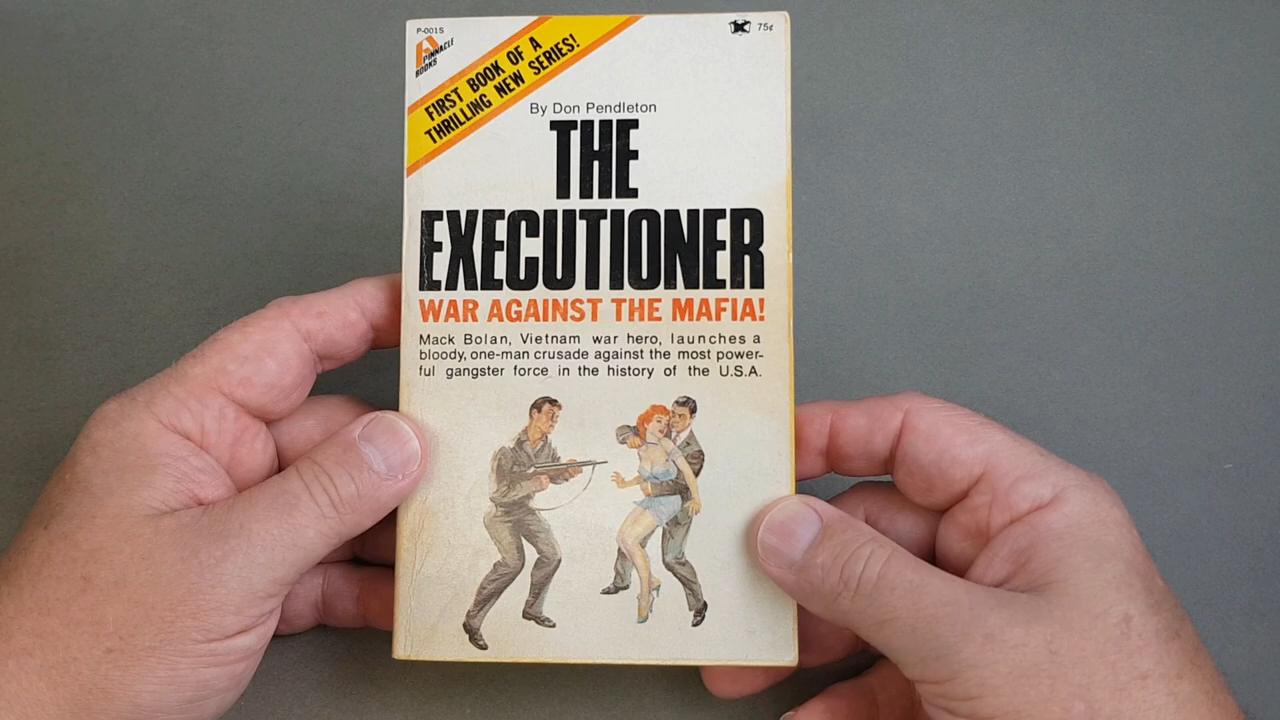 P-001S
PINNACLE
BOOKS
75¢
FIRST BOOK OF A
THRILLING NEW SERIES!
By Don Pendleton
THE
EXECUTIONER
WAR AGAINST THE MAFIA!
Mack Bolan, Vietnam war hero, launches a
bloody, one-man crusade against the most power-
ful gangster force in the history of the U.S.A.